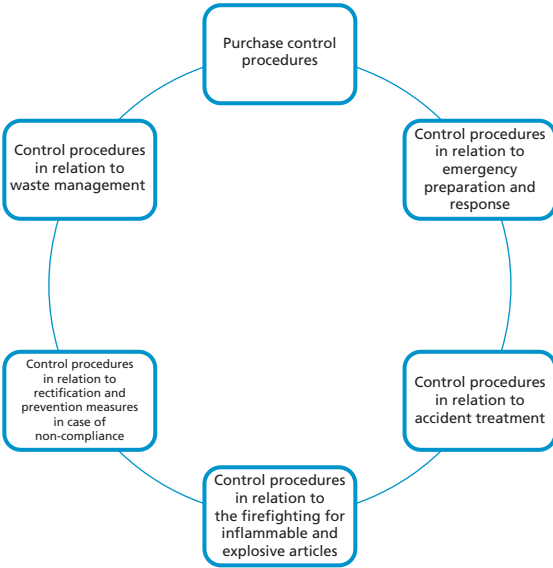 Purchase control
procedures
Control procedures
in relation to
emergency
preparation and
response
Control procedures
in relation to
accident treatment
Control procedures
in relation to
the firefighting for
inflammable and
explosive articles
Control procedures
in relation to
rectification and
prevention measures
in case of
non-compliance
Control procedures
in relation to
waste management